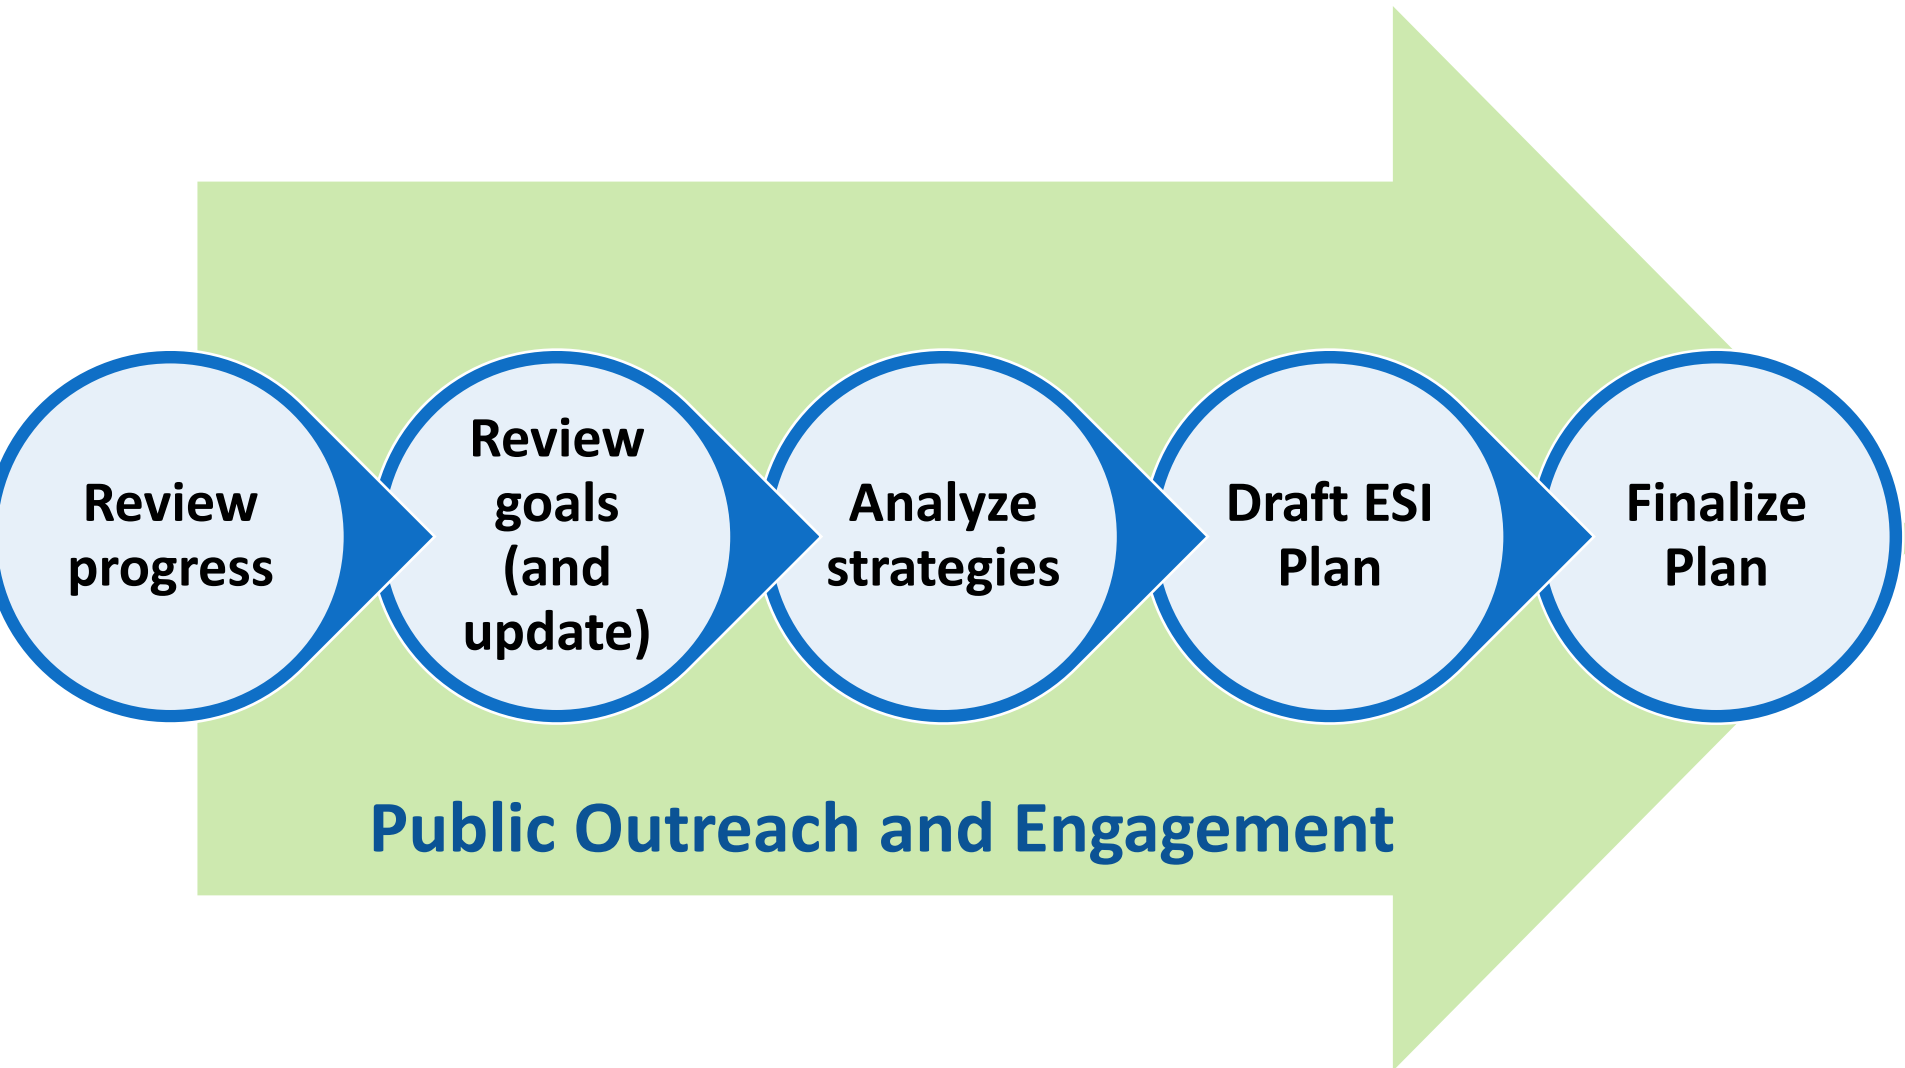 Review
progress
Review
goals
(and
update)
Analyze
strategies
Draft ESI
Plan
Finalize
Plan
Public Outreach and Engagement